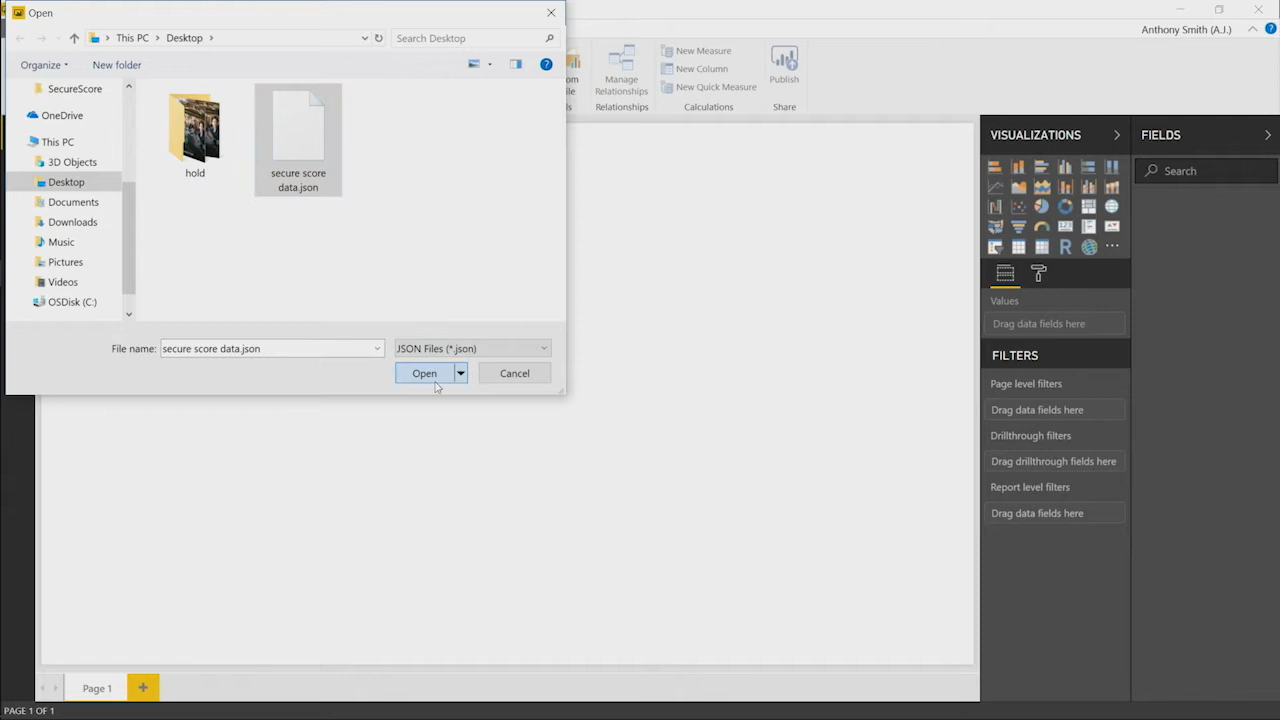 Open
This PC
Desktop
Search Desktop
Organize
New folder
SecureScore
OneDrive
This PC
3D Objects
Desktop
Documents
Downloads
Music
Pictures
Videos
OSDisk (C:)
hold
secure score
data.json
File name:
secure score data.json
JSON Files (*.json)
Open
Cancel
Anthony Smith (A.J.)
Manage
Relationships
Relationships
New Measure
New Column
New Quick Measure
Calculations
Publish
Share
VISUALIZATIONS
R
Values
Drag data fields here
FILTERS
Page level filters
Drag data fields here
Drillthrough filters
Drag drillthrough fields here
Report level filters
Drag data fields here
FIELDS
Search
Page 1
PAGE 1 OF 1